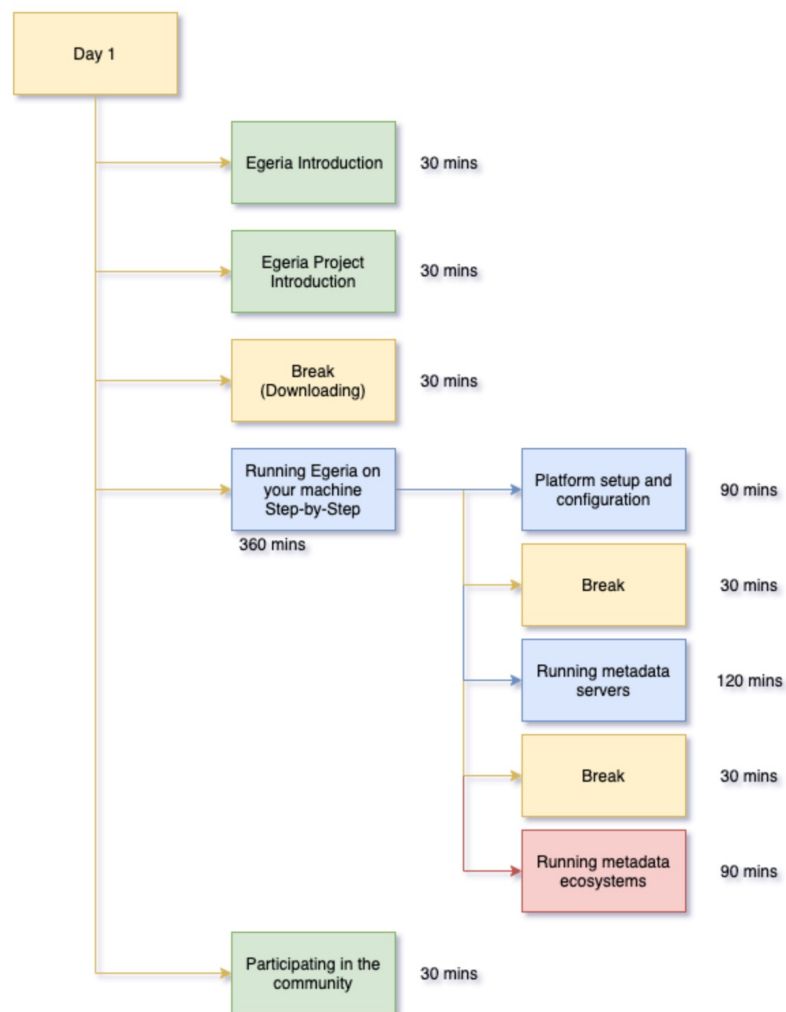 Day 1
Egeria Introduction
30 mins
Egeria Project
Introduction
30 mins
Break
(Downloading)
30 mins
Running Egeria on
your machine
Step-by-Step
360 mins
Platform setup and
configuration
90 mins
Break
30 mins
Running metadata
servers
120 mins
Break
30 mins
Running metadata
ecosystems
90 mins
Participating in the
community
30 mins